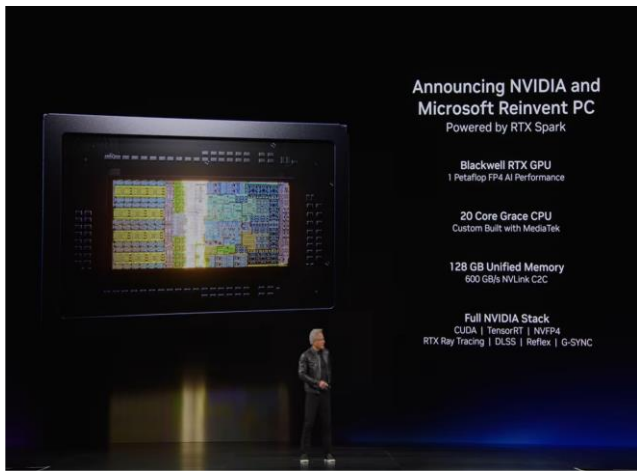 Announcing NVIDIA and
Microsoft Reinvent PC
Powered by RTX Spark
Blackwell RTX GPU
1 Petaflop FP4 AI Performance
20 Core Grace CPU
Custom Built with MediaTek
128 GB Unified Memory
600 GB/s NVLink C2C
Full NVIDIA Stack
CUDA | TensorRT | NVFP4
RTX Ray Tracing | DLSS | Reflex | G-SYNC